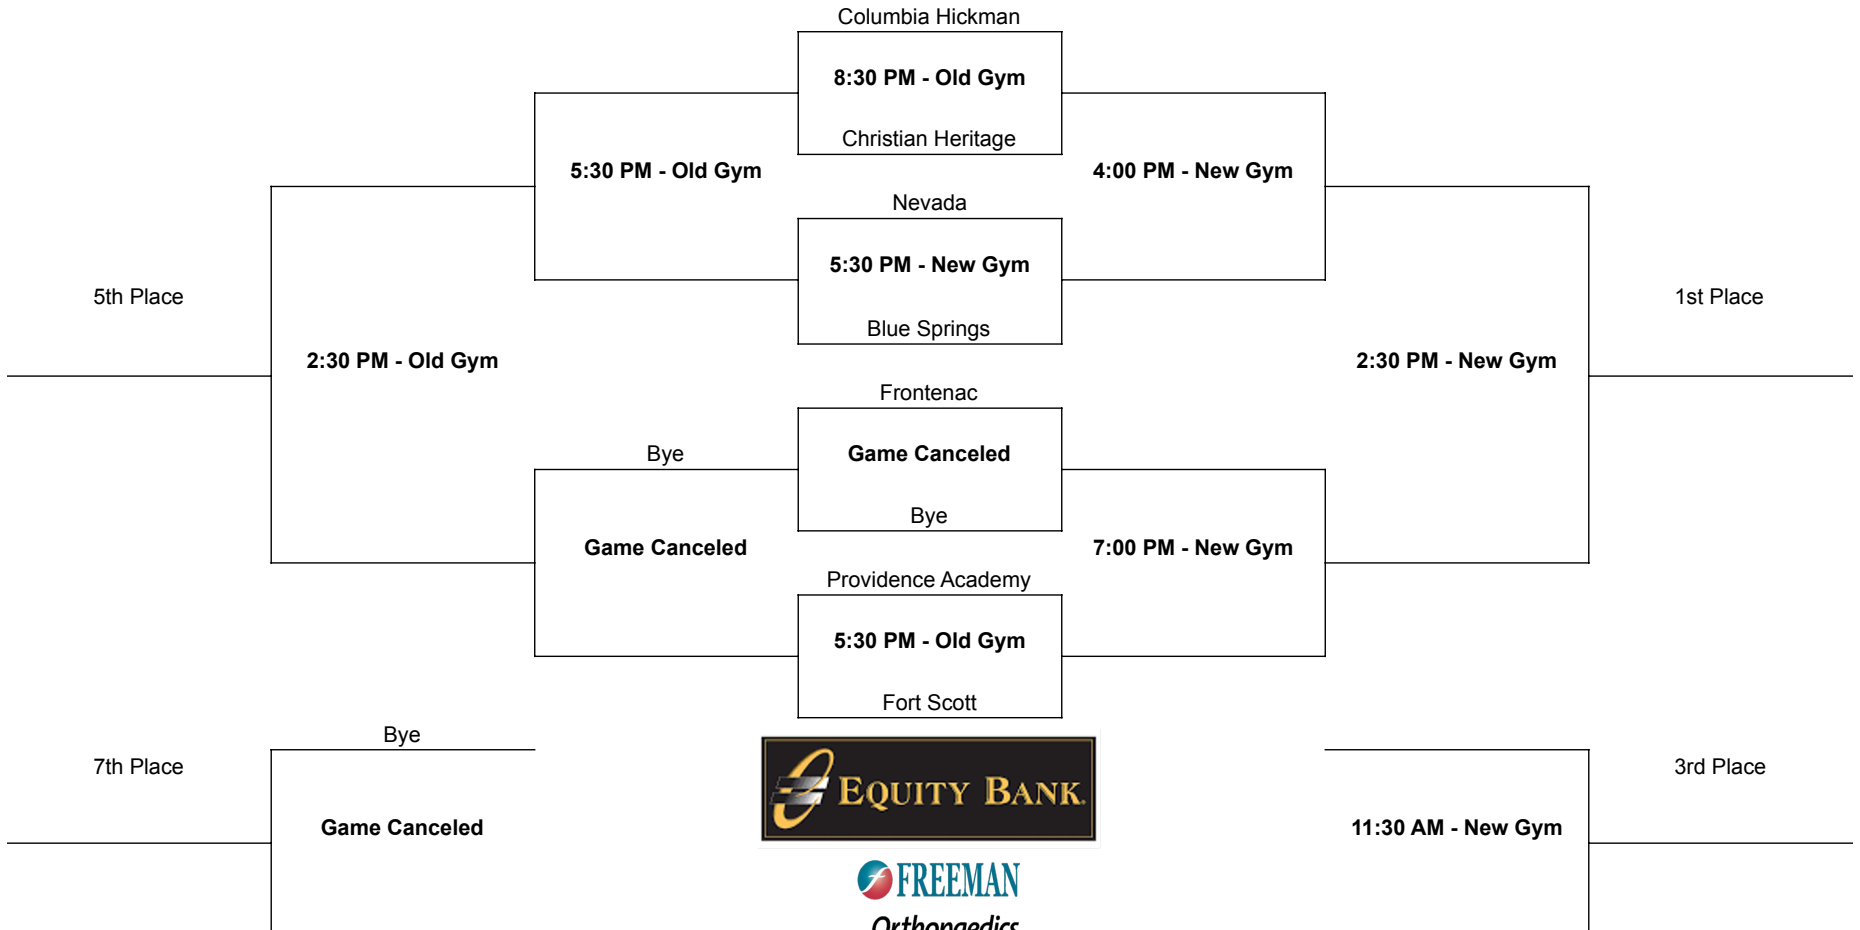 Columbia Hickman
8:30 PM - Old Gym
Christian Heritage
5:30 PM - Old Gym
4:00 PM - New Gym
Nevada
5:30 PM - New Gym
5th Place
1st Place
Blue Springs
2:30 PM - Old Gym
2:30 PM - New Gym
Frontenac
Bye
Game Canceled
Bye
Game Canceled
7:00 PM - New Gym
Providence Academy
5:30 PM - Old Gym
Fort Scott
Bye
7th Place
3rd Place
EQUITY BANK
Game Canceled
11:30 AM - New Gym
FREEMAN
Orthopaedics